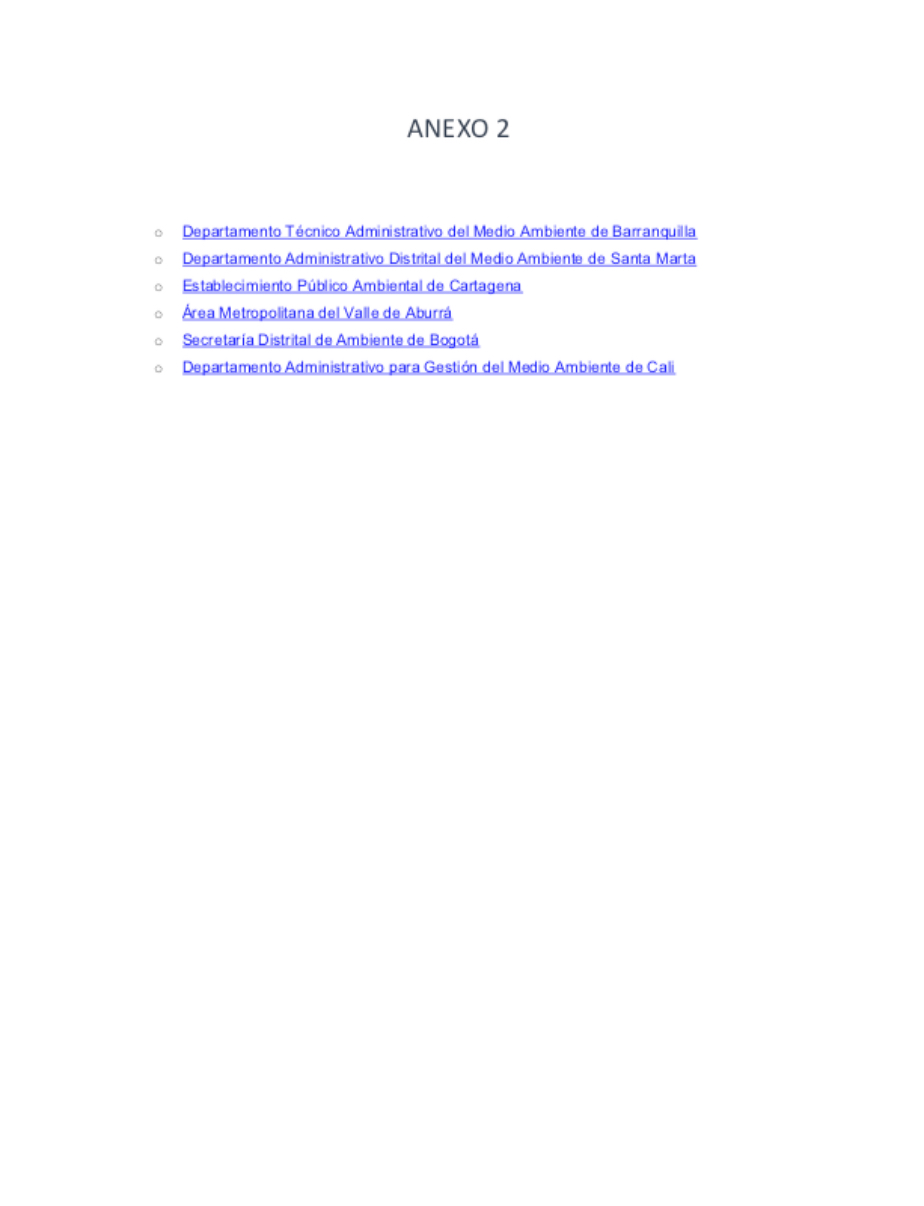 ANEXO 2
o Departamento Técnico Administrativo del Medio Ambiente de Barranquilla
o Departamento Administrativo Distrital del Medio Ambiente de Santa Marta
o Establecimiento Público Ambiental de Cartagena
o Área Metropolitana del Valle de Aburrá
o Secretaría Distrital de Ambiente de Bogotá
o Departamento Administrativo para Gestión del Medio Ambiente de Cali